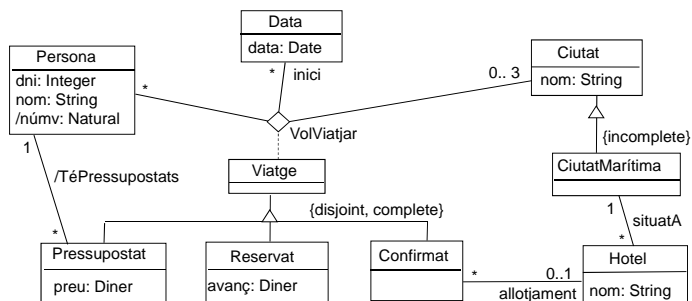 Data
data: Date
Persona
dni: Integer
nom: String
/númv: Natural
Ciutat
nom: String
* inici
0.. 3
*
VolViatjar
{incomplete}
1
/TéPressupostats
Viatge
CiutatMarítima
{disjoint, complete}
1
situatA
*
*
Pressupostat
preu: Diner
Reservat
avanç: Diner
Confirmat
*
0..1
allotjament
Hotel
nom: String